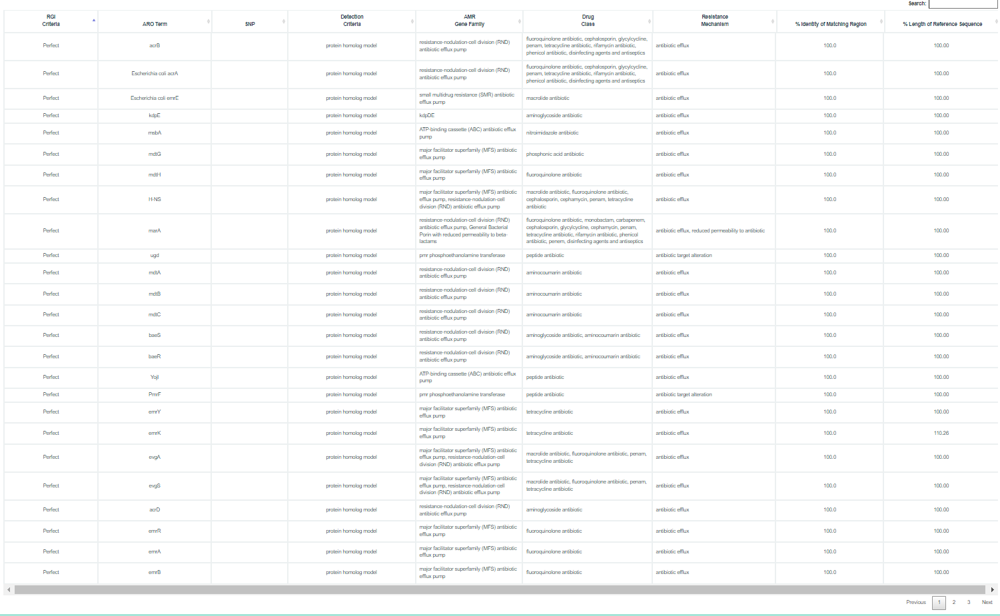 Search:
RGI Criteria ARO Term SNP Detection Criteria AMR Gene Family Drug Class Resistance Mechanism % Identity of Matching Region % Length of Reference Sequence
Perfect acrB protein homolog model resistance-nodulation-cell division (RND) antibiotic efflux pump fluoroquinolone antibiotic, cephalosporin, glycylcycline, penam, tetracycline antibiotic, rifamycin antibiotic, phenicol antibiotic, disinfecting agents and antiseptics antibiotic efflux 100.0 100.00
Perfect Escherichia coli acrA protein homolog model resistance-nodulation-cell division (RND) antibiotic efflux pump fluoroquinolone antibiotic, cephalosporin, glycylcycline, penam, tetracycline antibiotic, rifamycin antibiotic, phenicol antibiotic, disinfecting agents and antiseptics antibiotic efflux 100.0 100.00
Perfect Escherichia coli emrE protein homolog model small multidrug resistance (SMR) antibiotic efflux pump macrolide antibiotic antibiotic efflux 100.0 100.00
Perfect kdpE protein homolog model kdpDE aminoglycoside antibiotic antibiotic efflux 100.0 100.00
Perfect msbA protein homolog model ATP-binding cassette (ABC) antibiotic efflux pump nitroimidazole antibiotic antibiotic efflux 100.0 100.00
Perfect mdtG protein homolog model major facilitator superfamily (MFS) antibiotic efflux pump phosphonic acid antibiotic antibiotic efflux 100.0 100.00
Perfect mdtH protein homolog model major facilitator superfamily (MFS) antibiotic efflux pump fluoroquinolone antibiotic antibiotic efflux 100.0 100.00
Perfect H-NS protein homolog model major facilitator superfamily (MFS) antibiotic efflux pump, resistance-nodulation-cell division (RND) antibiotic efflux pump macrolide antibiotic, fluoroquinolone antibiotic, cephalosporin, cephamycin, penam, tetracycline antibiotic antibiotic efflux 100.0 100.00
Perfect marA protein homolog model resistance-nodulation-cell division (RND) antibiotic efflux pump, General Bacterial Porin with reduced permeability to beta-lactams fluoroquinolone antibiotic, monobactam, carbapenem, cephalosporin, glycylcycline, cephamycin, penam, tetracycline antibiotic, rifamycin antibiotic, phenicol antibiotic, penem, disinfecting agents and antiseptics antibiotic efflux, reduced permeability to antibiotic 100.0 100.00
Perfect ugd protein homolog model pmr phosphoethanolamine transferase peptide antibiotic antibiotic target alteration 100.0 100.00
Perfect mdtA protein homolog model resistance-nodulation-cell division (RND) antibiotic efflux pump aminocoumarin antibiotic antibiotic efflux 100.0 100.00
Perfect mdtB protein homolog model resistance-nodulation-cell division (RND) antibiotic efflux pump aminocoumarin antibiotic antibiotic efflux 100.0 100.00
Perfect mdtC protein homolog model resistance-nodulation-cell division (RND) antibiotic efflux pump aminocoumarin antibiotic antibiotic efflux 100.0 100.00
Perfect baeS protein homolog model resistance-nodulation-cell division (RND) antibiotic efflux pump aminoglycoside antibiotic, aminocoumarin antibiotic antibiotic efflux 100.0 100.00
Perfect baeR protein homolog model resistance-nodulation-cell division (RND) antibiotic efflux pump aminoglycoside antibiotic, aminocoumarin antibiotic antibiotic efflux 100.0 100.00
Perfect YojI protein homolog model ATP-binding cassette (ABC) antibiotic efflux pump peptide antibiotic antibiotic efflux 100.0 100.00
Perfect PmrF protein homolog model pmr phosphoethanolamine transferase peptide antibiotic antibiotic target alteration 100.0 100.00
Perfect emrY protein homolog model major facilitator superfamily (MFS) antibiotic efflux pump tetracycline antibiotic antibiotic efflux 100.0 100.00
Perfect emrK protein homolog model major facilitator superfamily (MFS) antibiotic efflux pump tetracycline antibiotic antibiotic efflux 100.0 110.26
Perfect evgA protein homolog model major facilitator superfamily (MFS) antibiotic efflux pump, resistance-nodulation-cell division (RND) antibiotic efflux pump macrolide antibiotic, fluoroquinolone antibiotic, penam, tetracycline antibiotic antibiotic efflux 100.0 100.00
Perfect evgS protein homolog model major facilitator superfamily (MFS) antibiotic efflux pump, resistance-nodulation-cell division (RND) antibiotic efflux pump macrolide antibiotic, fluoroquinolone antibiotic, penam, tetracycline antibiotic antibiotic efflux 100.0 100.00
Perfect acrD protein homolog model resistance-nodulation-cell division (RND) antibiotic efflux pump aminoglycoside antibiotic antibiotic efflux 100.0 100.00
Perfect emrR protein homolog model major facilitator superfamily (MFS) antibiotic efflux pump fluoroquinolone antibiotic antibiotic efflux 100.0 100.00
Perfect emrA protein homolog model major facilitator superfamily (MFS) antibiotic efflux pump fluoroquinolone antibiotic antibiotic efflux 100.0 100.00
Perfect emrB protein homolog model major facilitator superfamily (MFS) antibiotic efflux pump fluoroquinolone antibiotic antibiotic efflux 100.0 100.00
Previous 1 2 3 Next